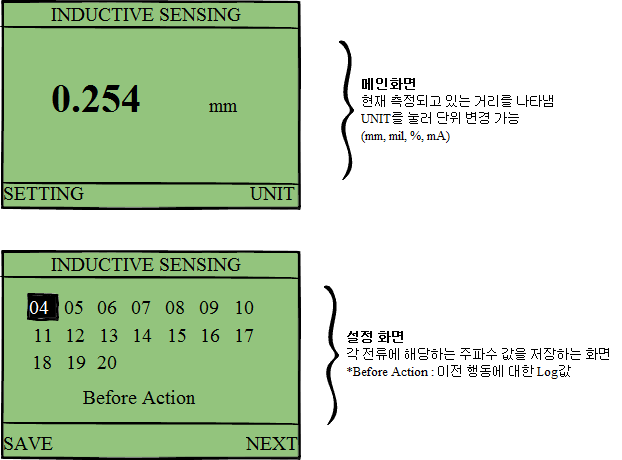 INDUCTIVE SENSING
0.254 mm
SETTING UNIT
메인화면
현재 측정되고 있는 거리를 나타냄
UNIT를 눌러 단위 변경 가능
(mm, mil, %, mA)
INDUCTIVE SENSING
04 05 06 07 08 09 10
11 12 13 14 15 16 17
18 19 20
Before Action
SAVE NEXT
설정 화면
각 전류에 해당하는 주파수 값을 저장하는 화면
*Before Action : 이전 행동에 대한 Log값